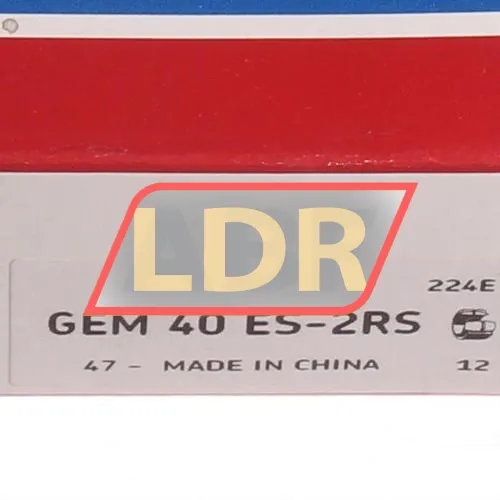 LDR
224E
GEM 40 ES-2RS
47 - MADE IN CHINA 12